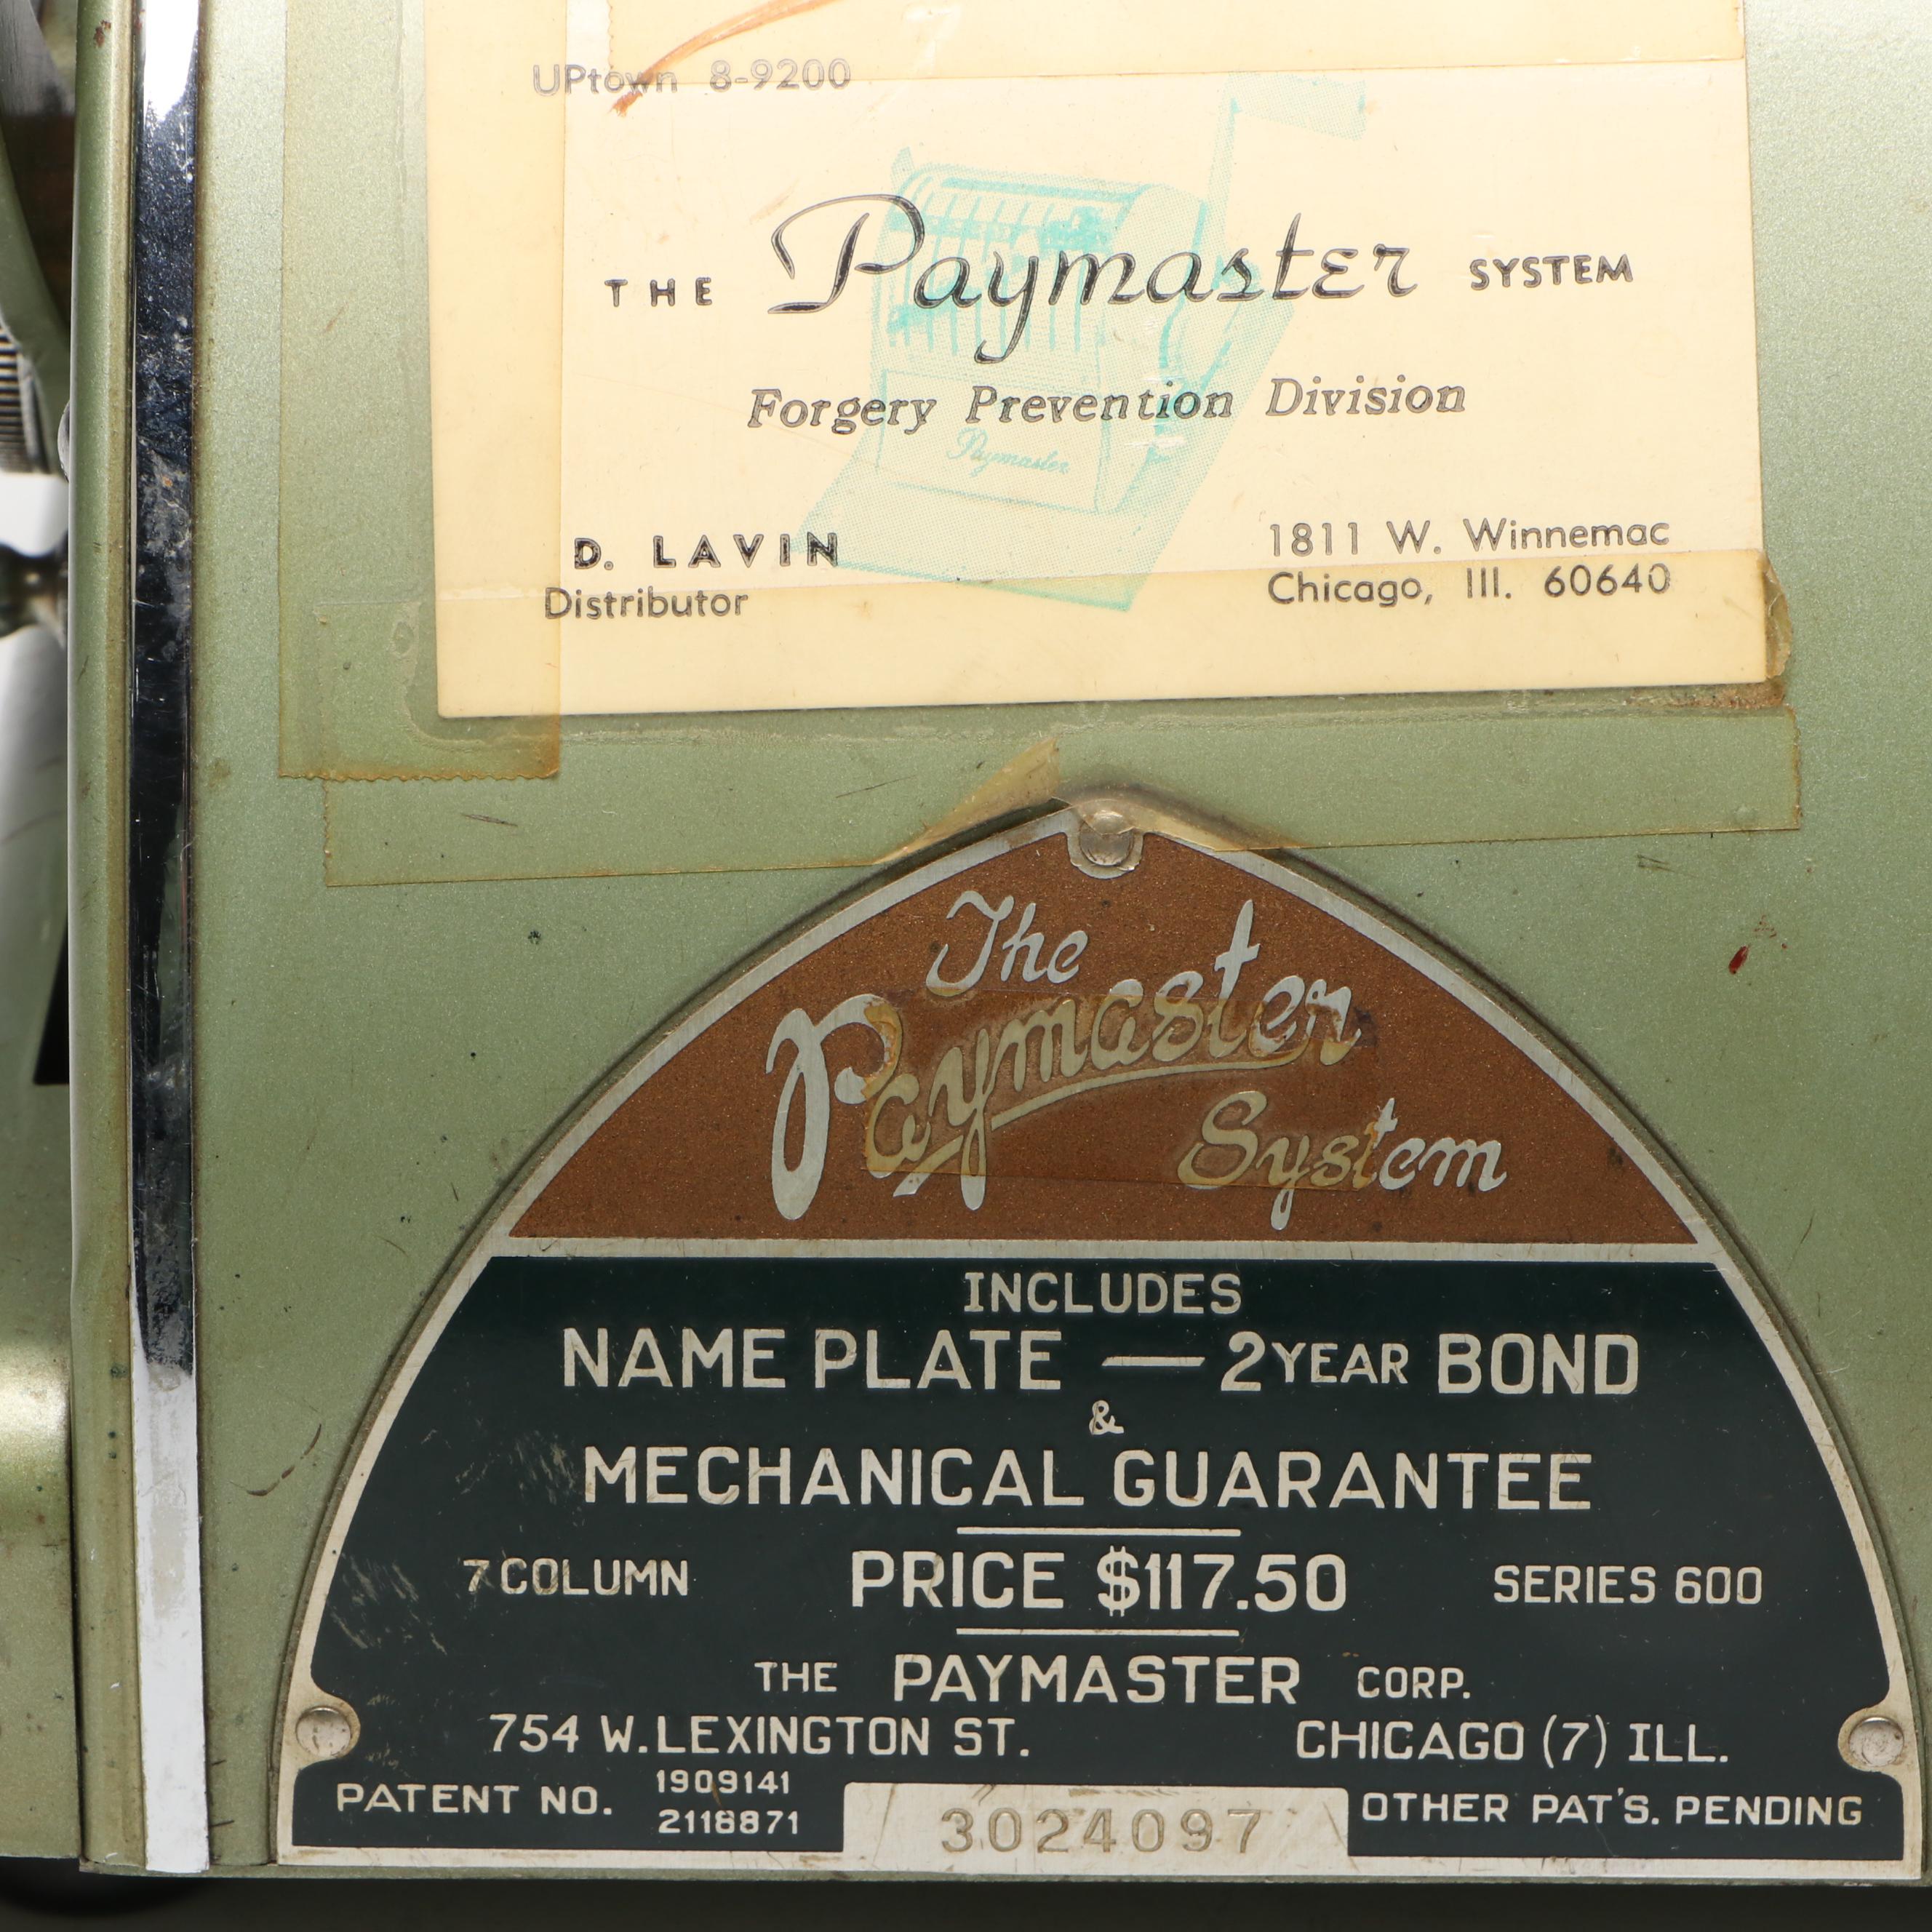 UPtown 8-9200
THE Paymaster SYSTEM
Forgery Prevention Division
Paymaster
D. LAVIN
Distributor
1811 W. Winnemac
Chicago, Ill. 60640
The
Paymaster
System
INCLUDES
NAME PLATE — 2 YEAR BOND
&
MECHANICAL GUARANTEE
7 COLUMN PRICE $117.50 SERIES 600
THE PAYMASTER CORP.
754 W. LEXINGTON ST. CHICAGO (7) ILL.
PATENT NO. 1909141
2118871
3024097
OTHER PAT'S. PENDING